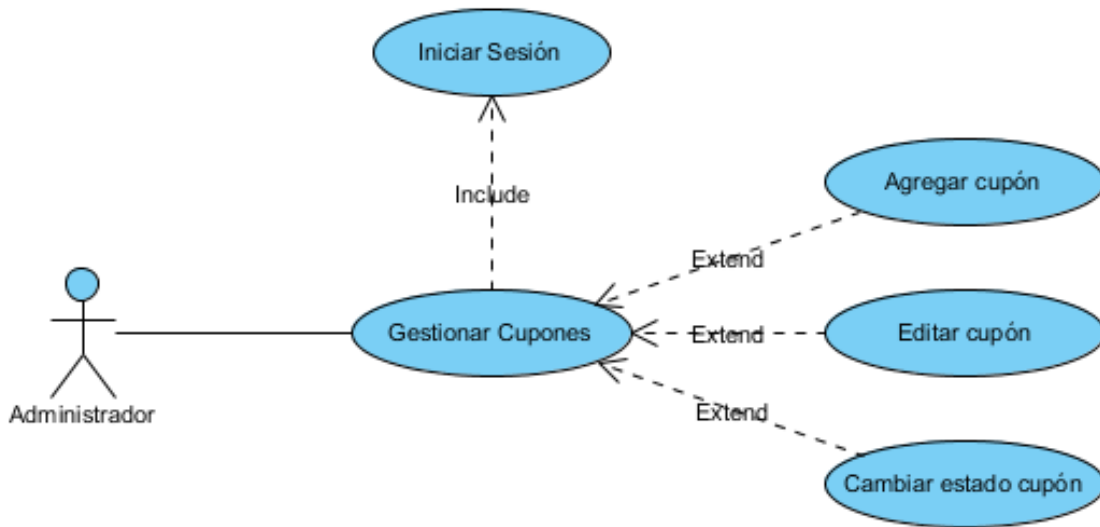 Iniciar Sesión
Agregar cupón
Include
Extend
Gestionar Cupones
Extend
Editar cupón
Administrador
Extend
Cambiar estado cupón